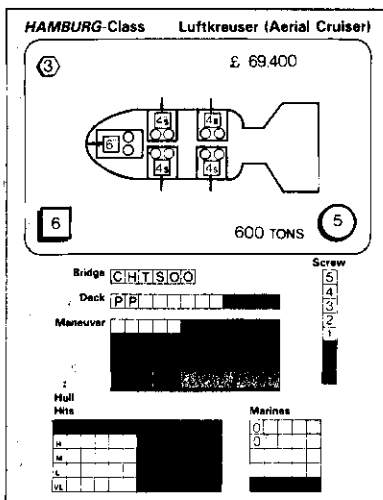 HAMBURG-Class Luftkreuser (Aerial Cruiser)
3 £ 69,400
4s 4s
6
4s 4s
6 600 TONS 5
Bridge C H T S O O
Screw
5
4
3
2
1
Deck P P
Maneuver
Hull
Hits
H
M
L
VL
Marines
O
O